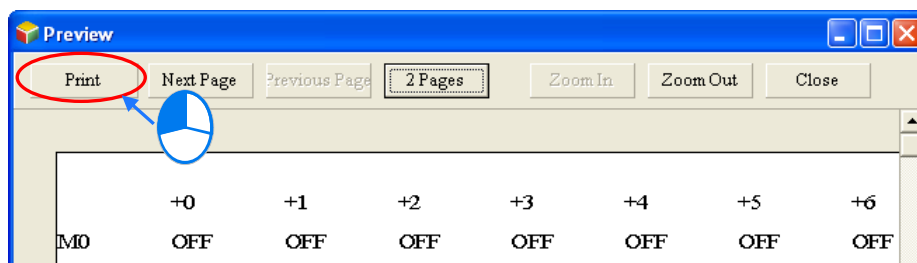 Preview
Print Next Page Previous Page 2 Pages Zoom In Zoom Out Close
+0 +1 +2 +3 +4 +5 +6
M0 OFF OFF OFF OFF OFF OFF OFF